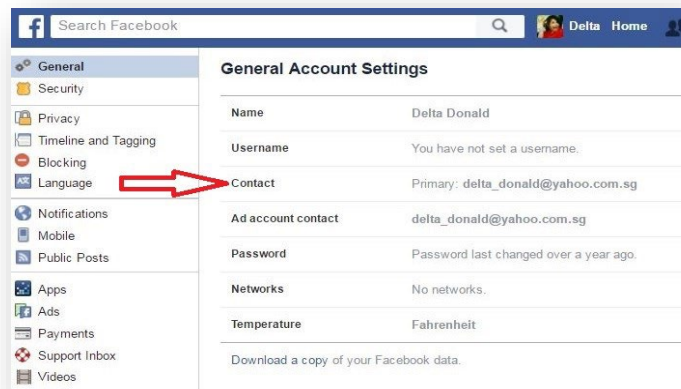 f Search Facebook Delta Home
General
Security
Privacy
Timeline and Tagging
Blocking
Language
Notifications
Mobile
Public Posts
Apps
Ads
Payments
Support Inbox
Videos
General Account Settings
Name Delta Donald
Username You have not set a username.
Contact Primary: delta_donald@yahoo.com.sg
Ad account contact delta_donald@yahoo.com.sg
Password Password last changed over a year ago.
Networks No networks.
Temperature Fahrenheit
Download a copy of your Facebook data.